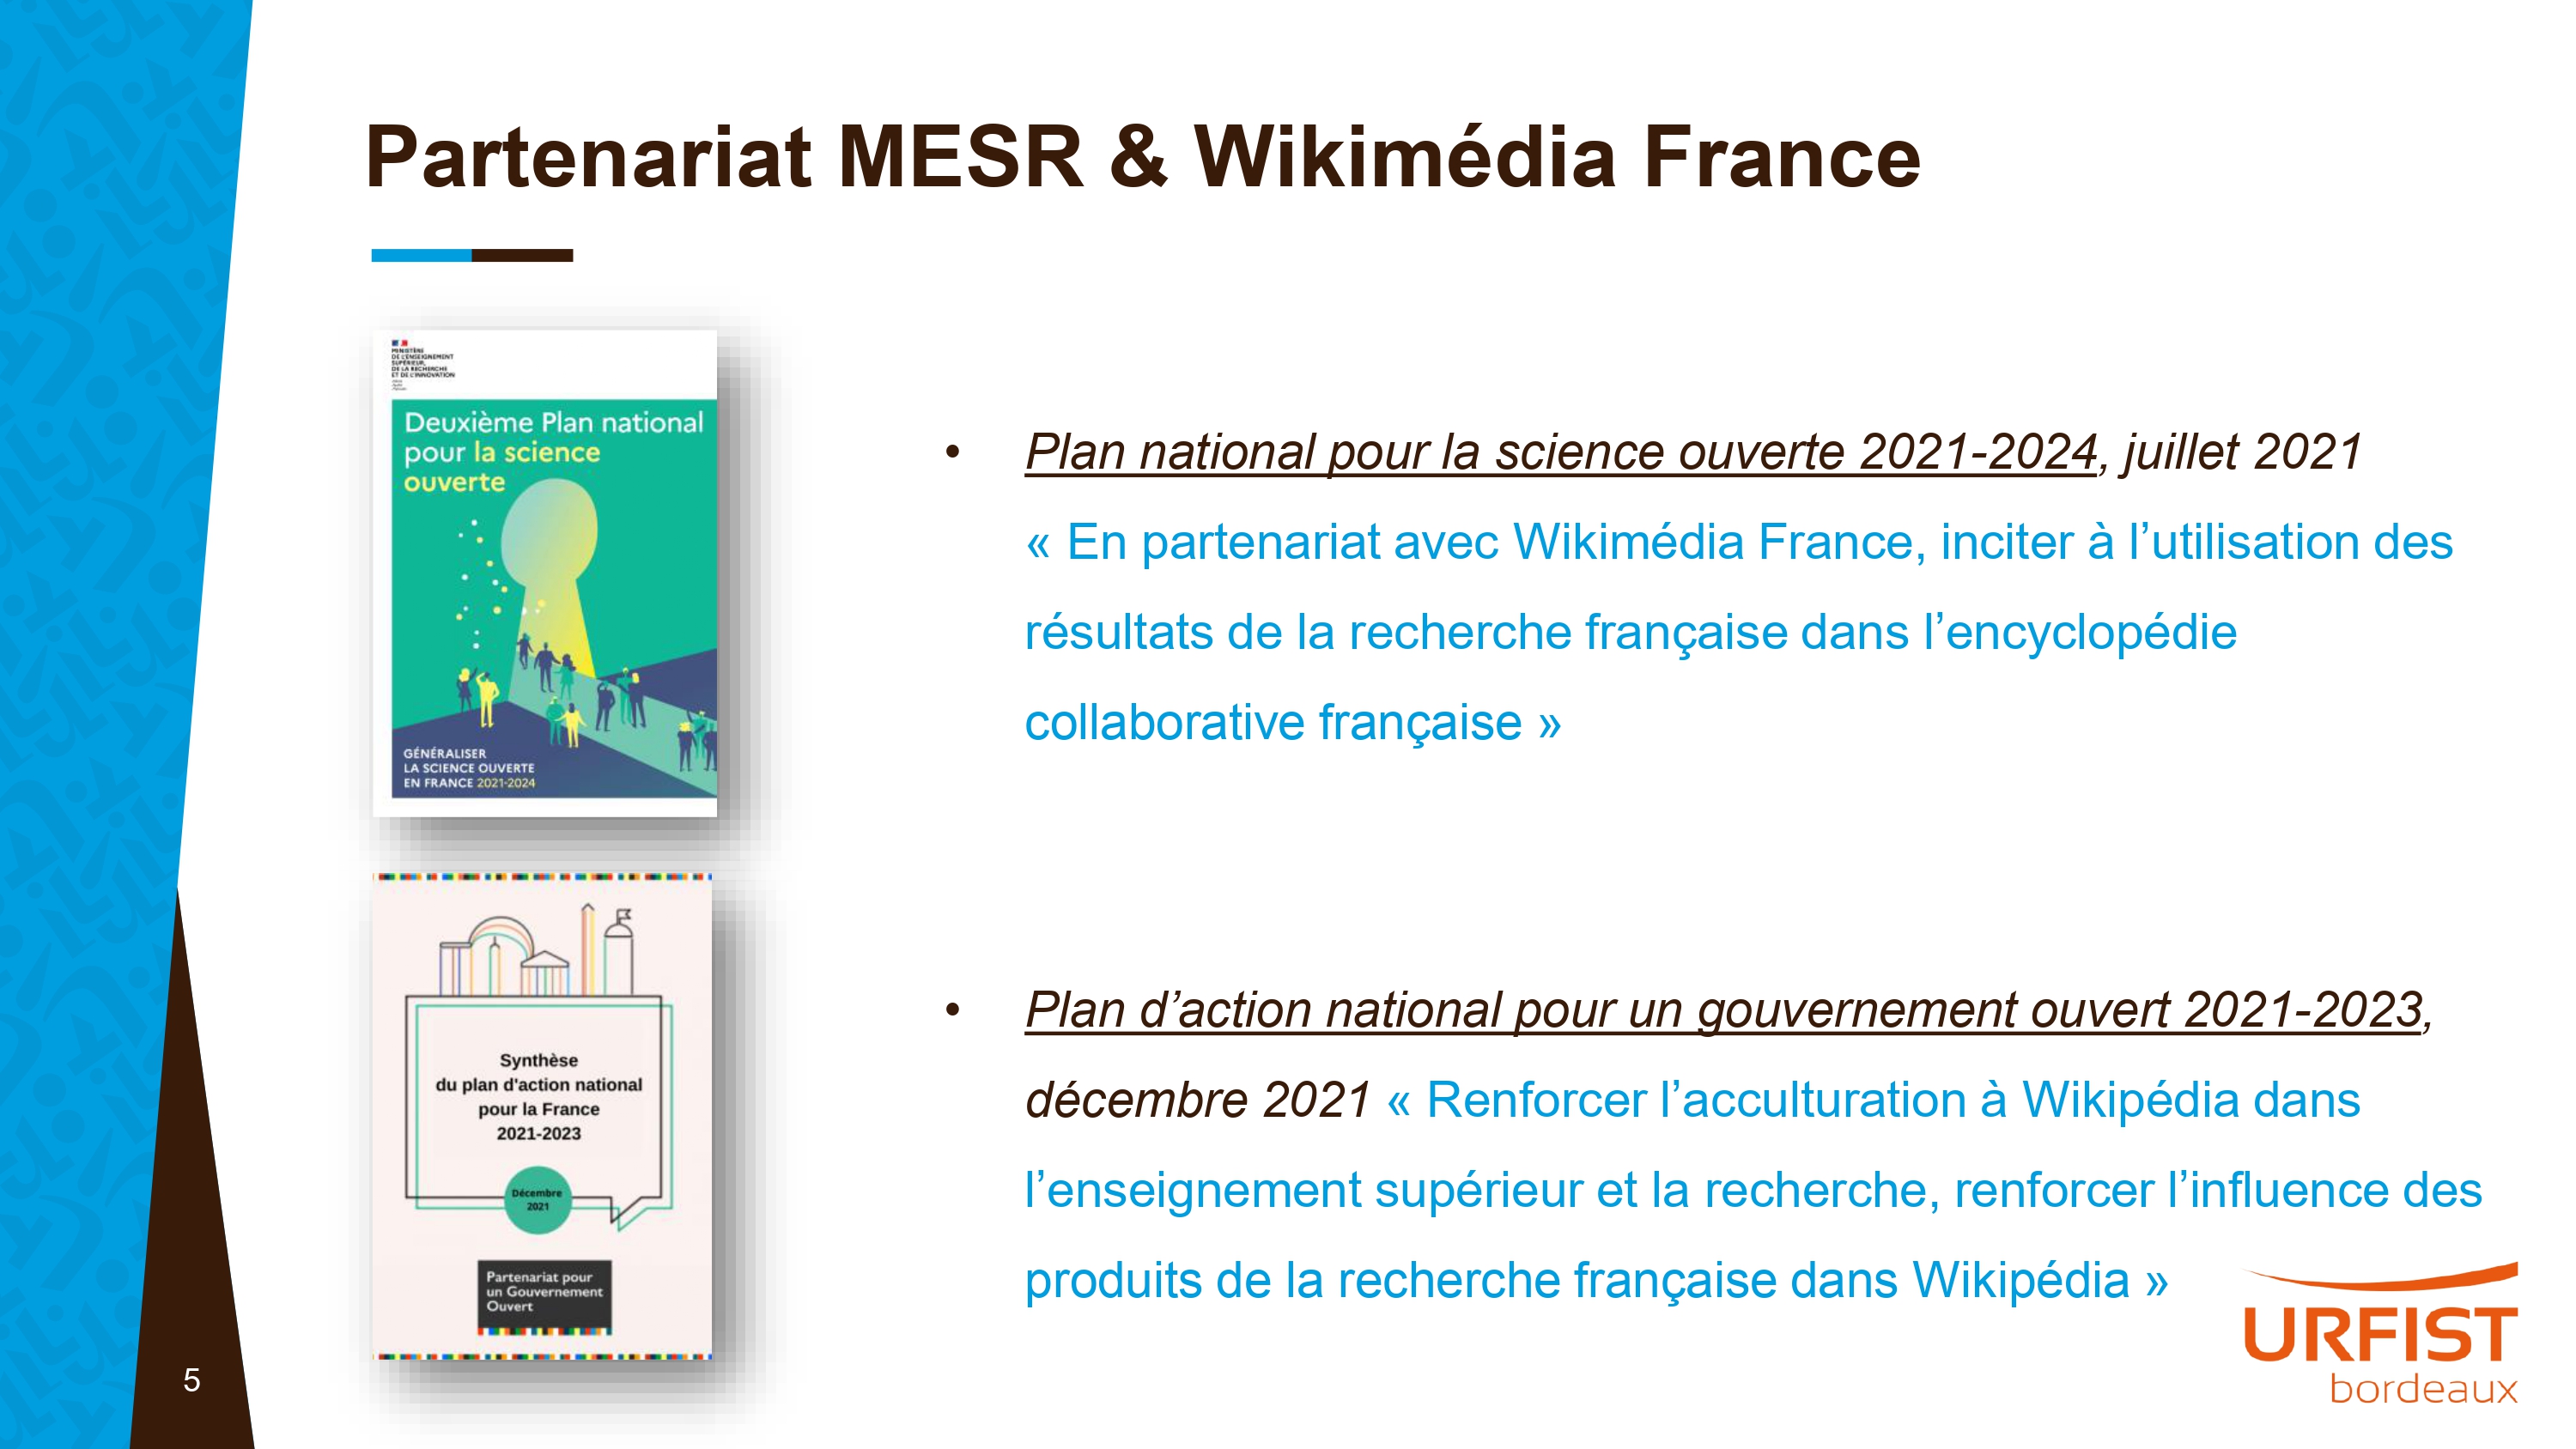 Partenariat MESR & Wikimédia France
MINISTÈRE
DE L'ENSEIGNEMENT
SUPÉRIEUR,
DE LA RECHERCHE
ET DE L'INNOVATION
Deuxième Plan national
pour la science
ouverte
GÉNÉRALISER
LA SCIENCE OUVERTE
EN FRANCE 2021-2024
• Plan national pour la science ouverte 2021-2024, juillet 2021
« En partenariat avec Wikimédia France, inciter à l’utilisation des
résultats de la recherche française dans l’encyclopédie
collaborative française »
Synthèse
du plan d'action national
pour la France
2021-2023
Décembre
2021
Partenariat pour
un Gouvernement
Ouvert
• Plan d’action national pour un gouvernement ouvert 2021-2023,
décembre 2021 « Renforcer l’acculturation à Wikipédia dans
l’enseignement supérieur et la recherche, renforcer l’influence des
produits de la recherche française dans Wikipédia »
5
URFIST
bordeaux